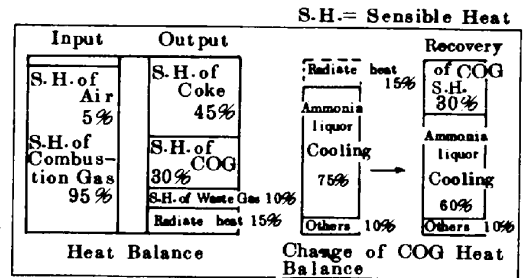 S.H.= Sensible Heat
Input
Output
S.H. of
Air
5%
S.H. of
Combus-
tion Gas
95%
S.H. of
Coke
45%
S.H. of
COG
30%
S.H. of Waste Gas 10%
Radiate heat 15%
Heat Balance
Radiate heat
15%
Ammonia
liquor
Cooling
75%
Others 10%
Recovery
of COG
S.H.
30%
Ammonia
liquor
Cooling
60%
Others 10%
Change of COG Heat
Balance